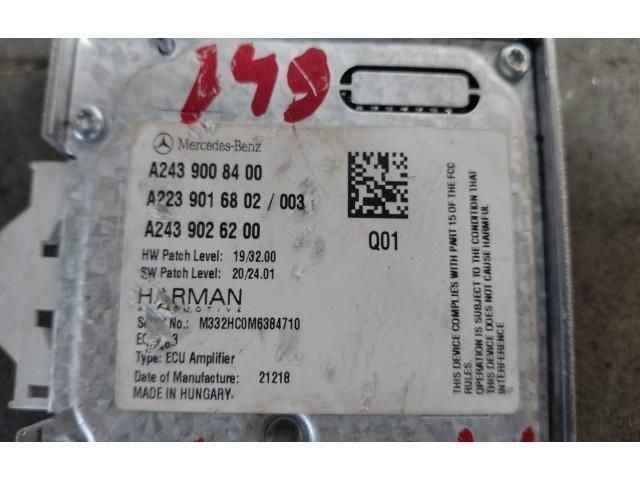 149
Mercedes-Benz
A243 900 84 00
A223 901 68 02 / 003
A243 902 62 00
Q01
HW Patch Level: 19/32.00
SW Patch Level: 20/24.01
HARMAN
AUTOMOTIVE
No.: M332HC0M6384710
Type: ECU Amplifier
Date of Manufacture: 21218
MADE IN HUNGARY
THIS DEVICE COMPLIES WITH PART 15 OF THE FCC
RULES
OPERATION IS SUBJECT TO THE CONDITION THAT
THIS DEVICE DOES NOT CAUSE HARMFUL
INTERFERENCE